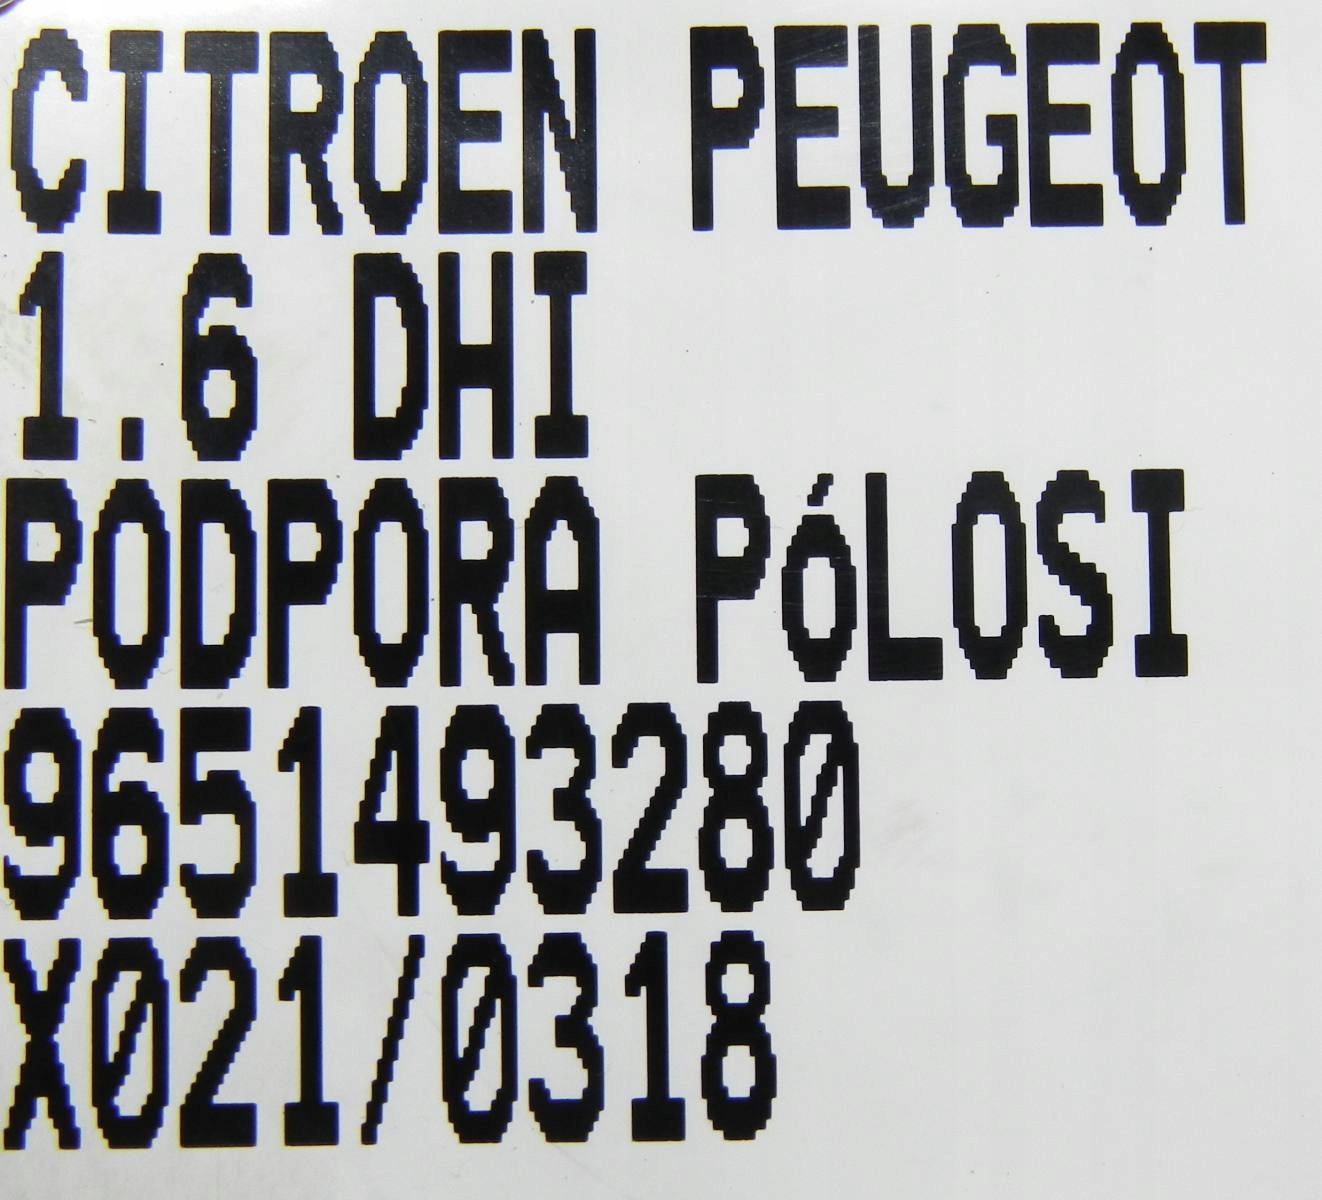 CITROEN PEUGEOT
1.6 DHI
PODPORA PóLOSI
9651493280
X021/0318